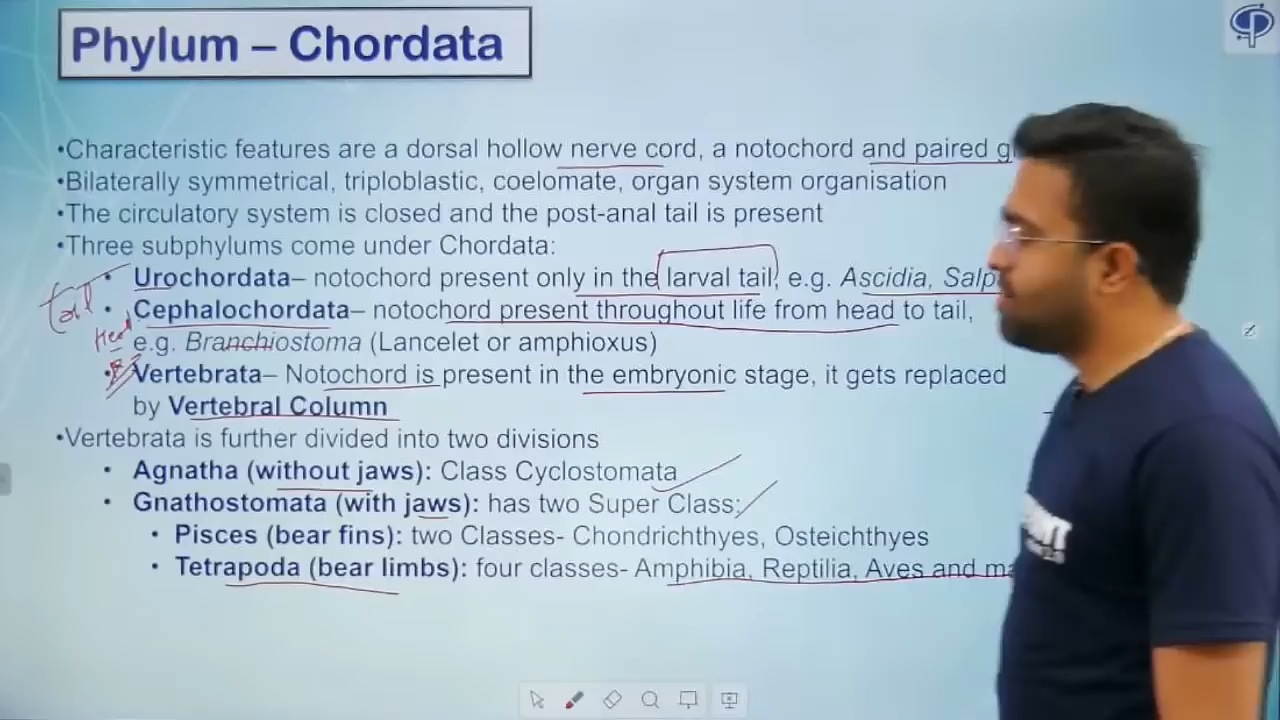 Phylum – Chordata
•Characteristic features are a dorsal hollow nerve cord, a notochord and paired
•Bilaterally symmetrical, triploblastic, coelomate, organ system organisation
•The circulatory system is closed and the post-anal tail is present
•Three subphylums come under Chordata:
• Urochordata– notochord present only in the larval tail, e.g. Ascidia, Salp
tail
• Cephalochordata– notochord present throughout life from head to tail,
Head
e.g. Branchiostoma (Lancelet or amphioxus)
• Vertebrata– Notochord is present in the embryonic stage, it gets replaced
by Vertebral Column
•Vertebrata is further divided into two divisions
• Agnatha (without jaws): Class Cyclostomata
• Gnathostomata (with jaws): has two Super Class:
• Pisces (bear fins): two Classes- Chondrichthyes, Osteichthyes
• Tetrapoda (bear limbs): four classes- Amphibia, Reptilia, Aves and ma